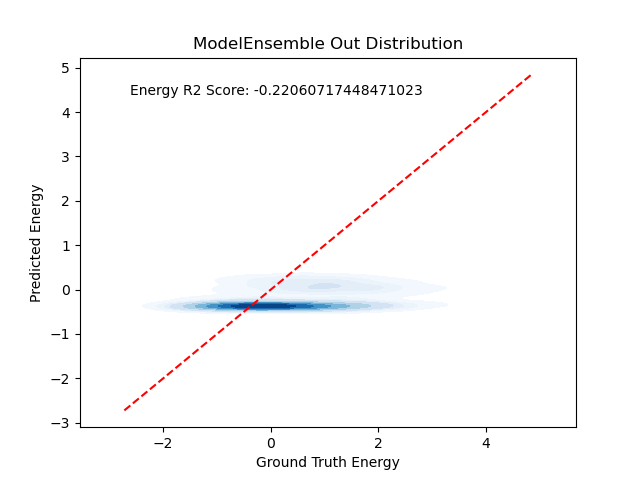 ModelEnsemble Out Distribution
Energy R2 Score: -0.22060717448471023
5
4
3
2
1
0
−1
−2
−3
Predicted Energy
−2 0 2 4
Ground Truth Energy